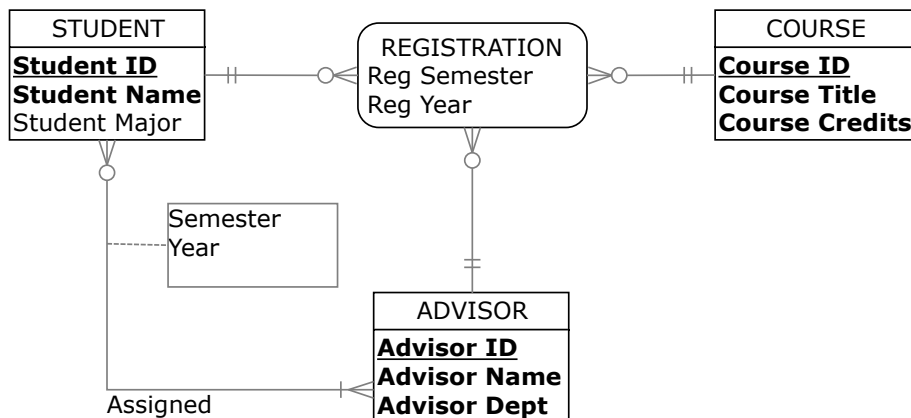 STUDENT
Student ID
Student Name
Student Major
REGISTRATION
Reg Semester
Reg Year
COURSE
Course ID
Course Title
Course Credits
Semester
Year
ADVISOR
Advisor ID
Advisor Name
Advisor Dept
Assigned